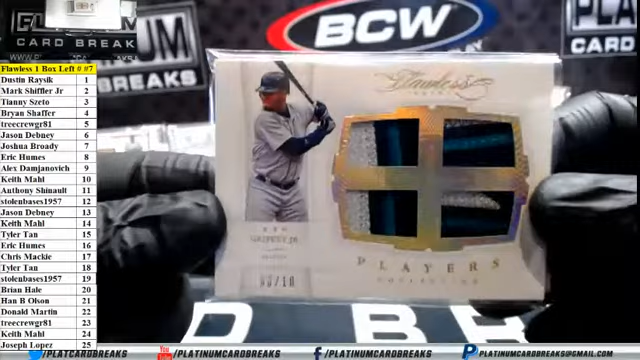 CARD BREAK
BCW
CARD BREAKS
Flawless 1 Box Left # #7
Dustin Raysik 1
Mark Shiffler Jr 2
Tianny Szeto 3
Bryan Shaffer 4
treecrewgr81 5
Jason Debney 6
Joshua Broady 7
Eric Humes 8
Alex Damjanovich 9
Keith Mahl 10
Anthony Shinault 11
stolenbases1957 12
Jason Debney 13
Keith Mahl 14
Tyler Tan 15
Eric Humes 16
Chris Mackie 17
Tyler Tan 18
stolenbases1957 19
Brian Hale 20
Han B Olson 21
Donald Martin 22
treecrewgr81 23
Keith Mahl 24
Joseph Lopez 25
Flawless
KEN
GRIFFEY JR
PLAYERS
COLLECTION
/PLATCARDBREAKS
/PLATINUMCARDBREAKS
/PLATINUMCARDBREAKS
/PLATINUMCARDBREAKS@GMAIL.COM